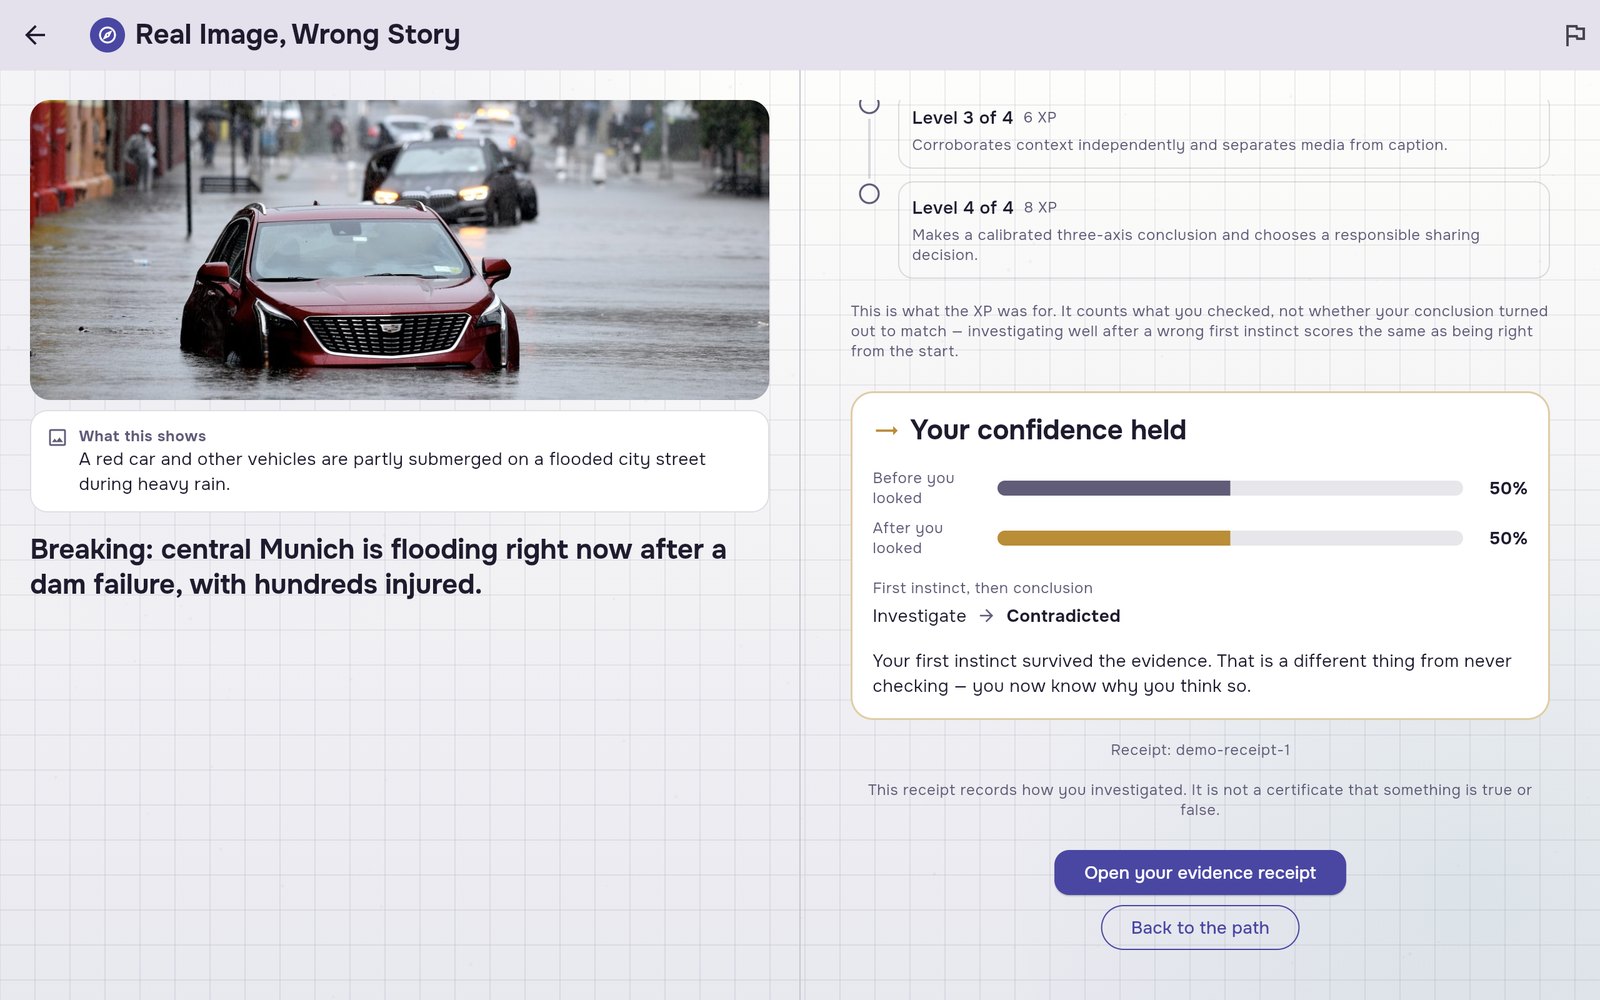 Real Image, Wrong Story
What this shows
A red car and other vehicles are partly submerged on a flooded city street
during heavy rain.
Breaking: central Munich is flooding right now after a
dam failure, with hundreds injured.
Level 3 of 4 6 XP
Corroborates context independently and separates media from caption.
Level 4 of 4 8 XP
Makes a calibrated three-axis conclusion and chooses a responsible sharing
decision.
This is what the XP was for. It counts what you checked, not whether your conclusion turned
out to match — investigating well after a wrong first instinct scores the same as being right
from the start.
Your confidence held
Before you
looked
50%
After you
looked
50%
First instinct, then conclusion
Investigate → Contradicted
Your first instinct survived the evidence. That is a different thing from never
checking — you now know why you think so.
Receipt: demo-receipt-1
This receipt records how you investigated. It is not a certificate that something is true or
false.
Open your evidence receipt
Back to the path